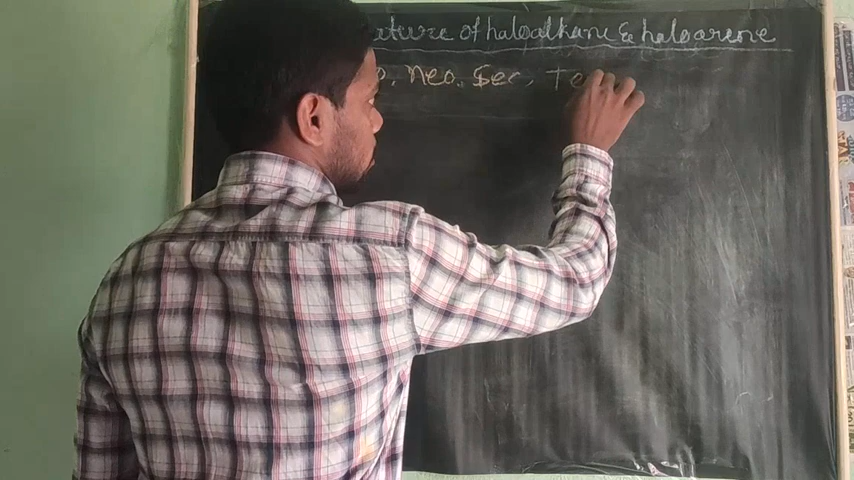 ature of haloalkane & haloarene
o, Neo, Sec, Te